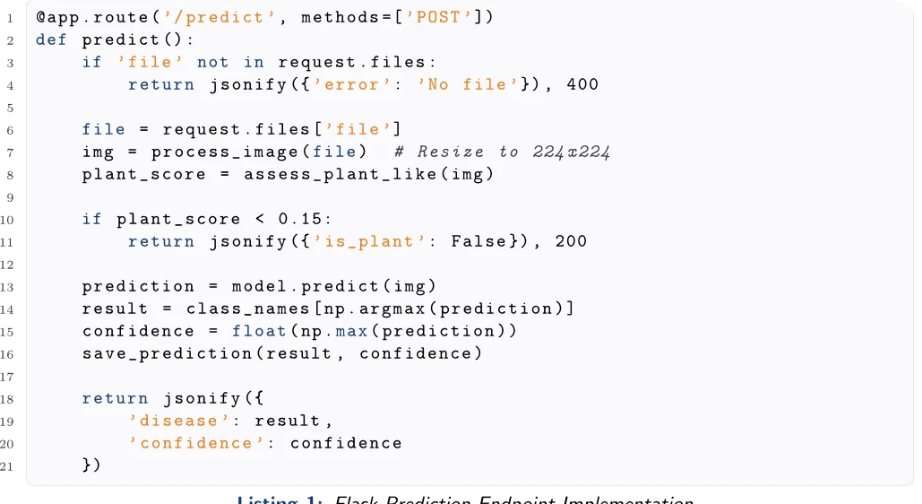 1 @app.route('/predict', methods=['POST'])
2 def predict():
3     if 'file' not in request.files:
4         return jsonify({'error': 'No file'}), 400
5
6     file = request.files['file']
7     img = process_image(file)  # Resize to 224x224
8     plant_score = assess_plant_like(img)
9
10     if plant_score < 0.15:
11         return jsonify({'is_plant': False}), 200
12
13     prediction = model.predict(img)
14     result = class_names[np.argmax(prediction)]
15     confidence = float(np.max(prediction))
16     save_prediction(result, confidence)
17
18     return jsonify({
19         'disease': result,
20         'confidence': confidence
21     })
Listing 1: Flask Prediction Endpoint Implementation